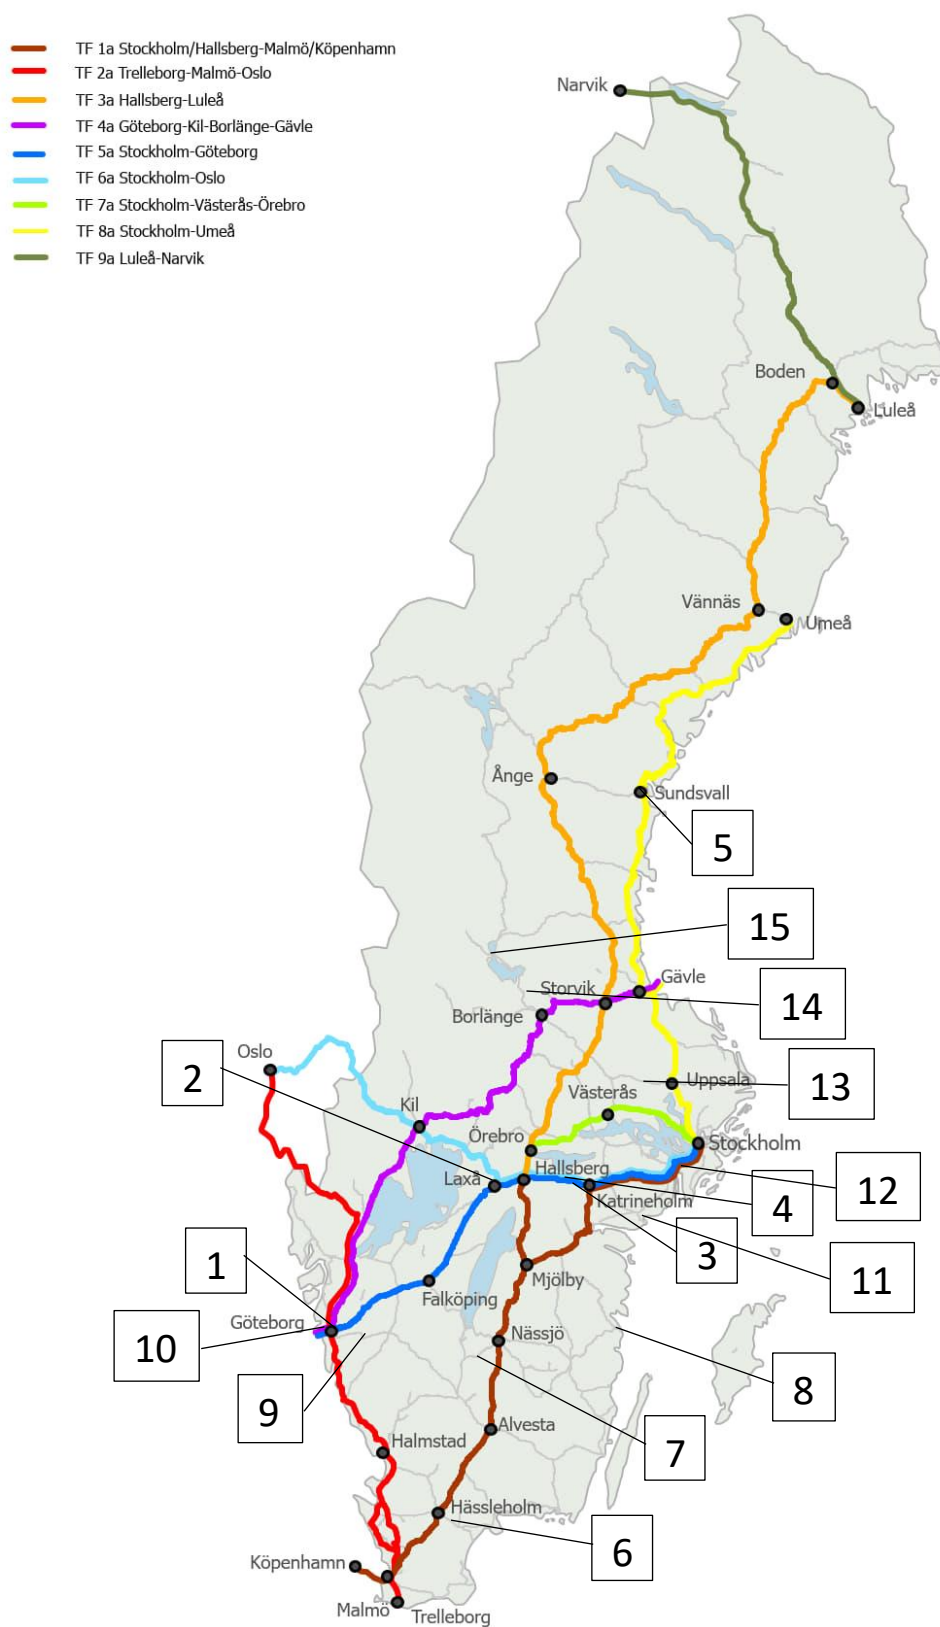 TF 1a Stockholm/Hallsberg-Malmö/Köpenhamn
TF 2a Trelleborg-Malmö-Oslo
TF 3a Hallsberg-Luleå
TF 4a Göteborg-Kil-Borlänge-Gävle
TF 5a Stockholm-Göteborg
TF 6a Stockholm-Oslo
TF 7a Stockholm-Västerås-Örebro
TF 8a Stockholm-Umeå
TF 9a Luleå-Narvik
Narvik
Boden
Luleå
Vännäs
Umeå
Ånge
Sundsvall
5
15
Gävle
Storvik
14
Borlänge
Oslo
2
13
Uppsala
Västerås
Kil
Örebro
Stockholm
Hallsberg
Laxå
12
Katrineholm
4
3
1
11
Mjölby
Falköping
Göteborg
10
Nässjö
8
9
7
Alvesta
Halmstad
Hässleholm
6
Köpenhamn
Malmö
Trelleborg